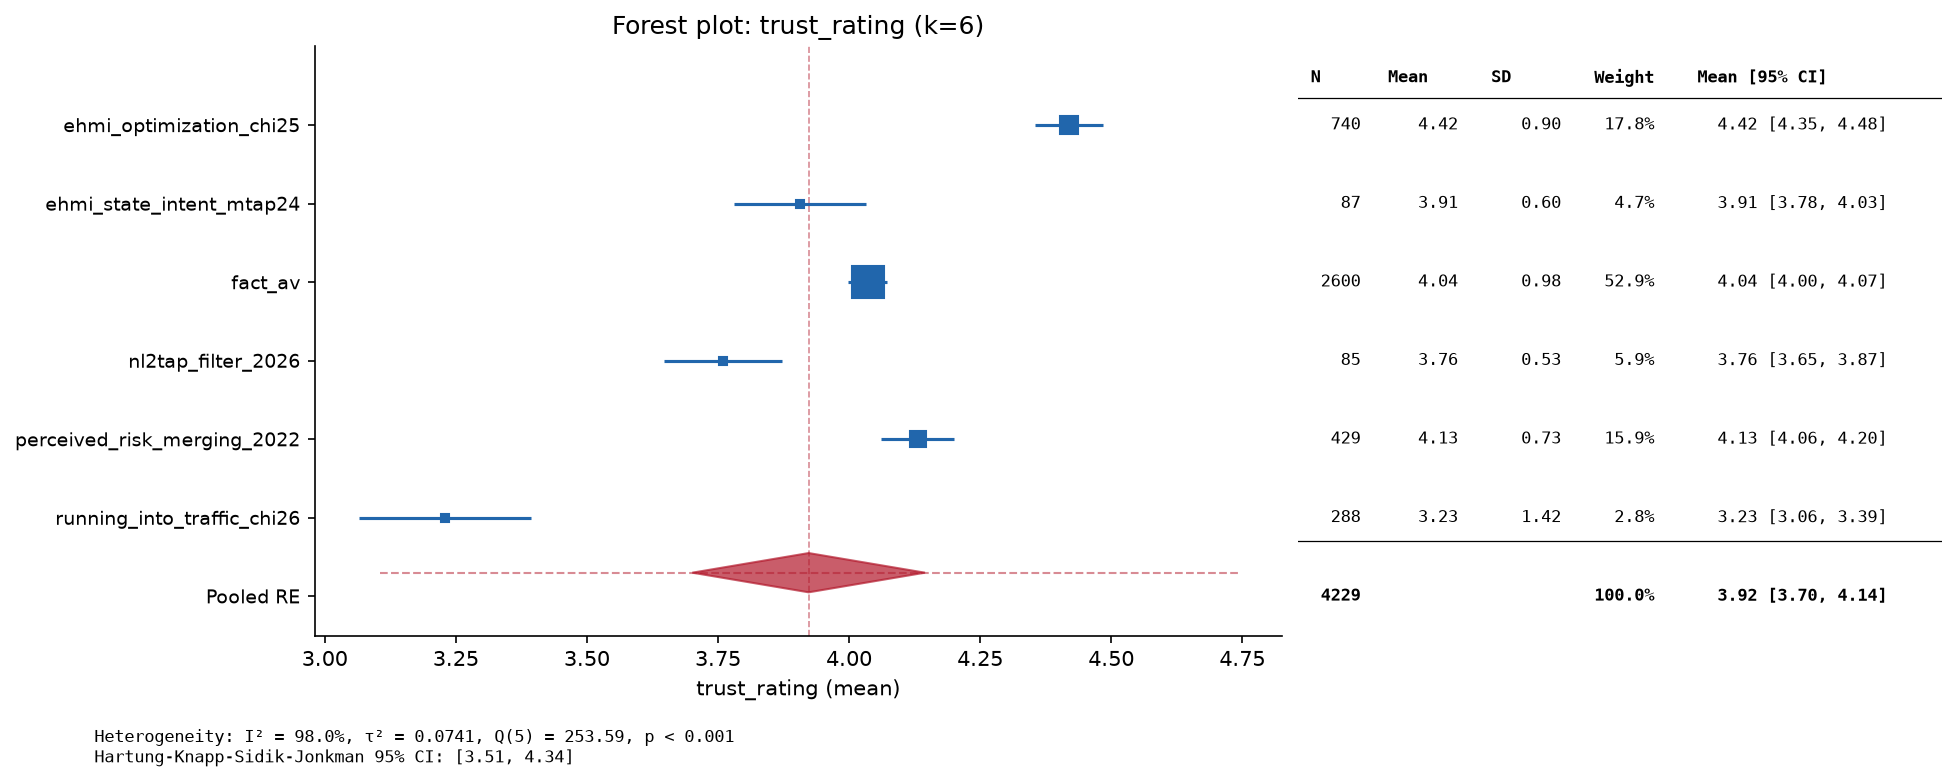 Forest plot: trust_rating (k=6)
N Mean SD Weight Mean [95% CI]
ehmi_optimization_chi25 740 4.42 0.90 17.8% 4.42 [4.35, 4.48]
ehmi_state_intent_mtap24 87 3.91 0.60 4.7% 3.91 [3.78, 4.03]
fact_av 2600 4.04 0.98 52.9% 4.04 [4.00, 4.07]
nl2tap_filter_2026 85 3.76 0.53 5.9% 3.76 [3.65, 3.87]
perceived_risk_merging_2022 429 4.13 0.73 15.9% 4.13 [4.06, 4.20]
running_into_traffic_chi26 288 3.23 1.42 2.8% 3.23 [3.06, 3.39]
Pooled RE 4229 100.0% 3.92 [3.70, 4.14]
3.00 3.25 3.50 3.75 4.00 4.25 4.50 4.75
trust_rating (mean)
Heterogeneity: I² = 98.0%, τ² = 0.0741, Q(5) = 253.59, p < 0.001
Hartung-Knapp-Sidik-Jonkman 95% CI: [3.51, 4.34]